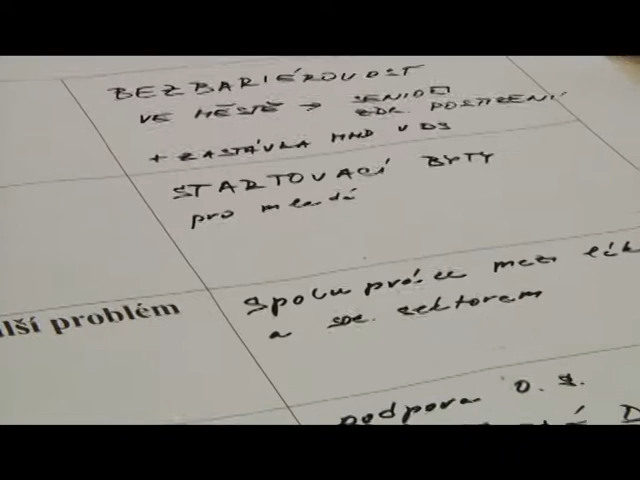 BEZBARIÉROVOST
VE MĚSTĚ → SENIOŘI
ZDR. POSTIŽENÍ
+ ZASTÁVKA MHD V DS
STARTOVACÍ BYTY
pro mladé
lší problém
Spolupráce mezi
a soc. sektorem
podpora o.s.